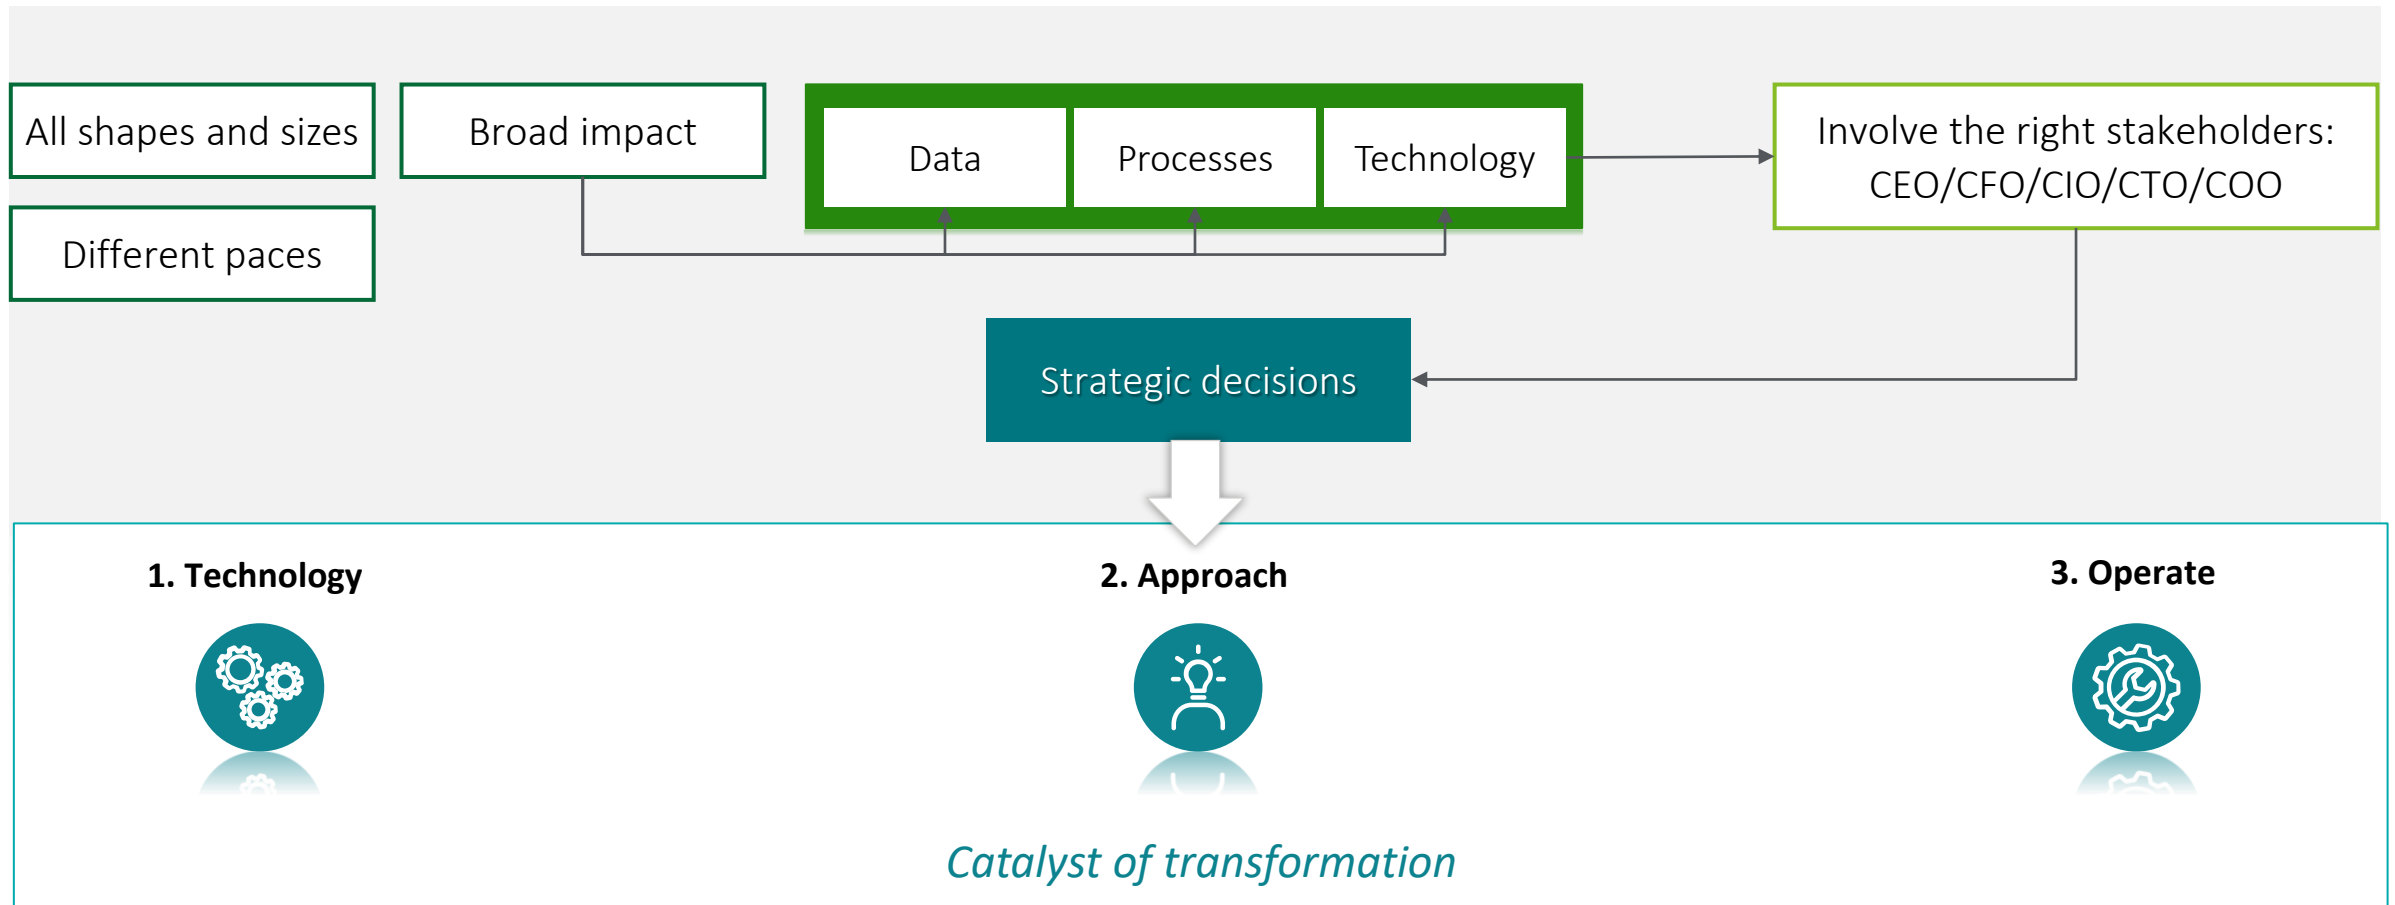 All shapes and sizes
Broad impact
Data
Processes
Technology
Involve the right stakeholders:
CEO/CFO/CIO/CTO/COO
Different paces
Strategic decisions
1. Technology
2. Approach
3. Operate
Catalyst of transformation